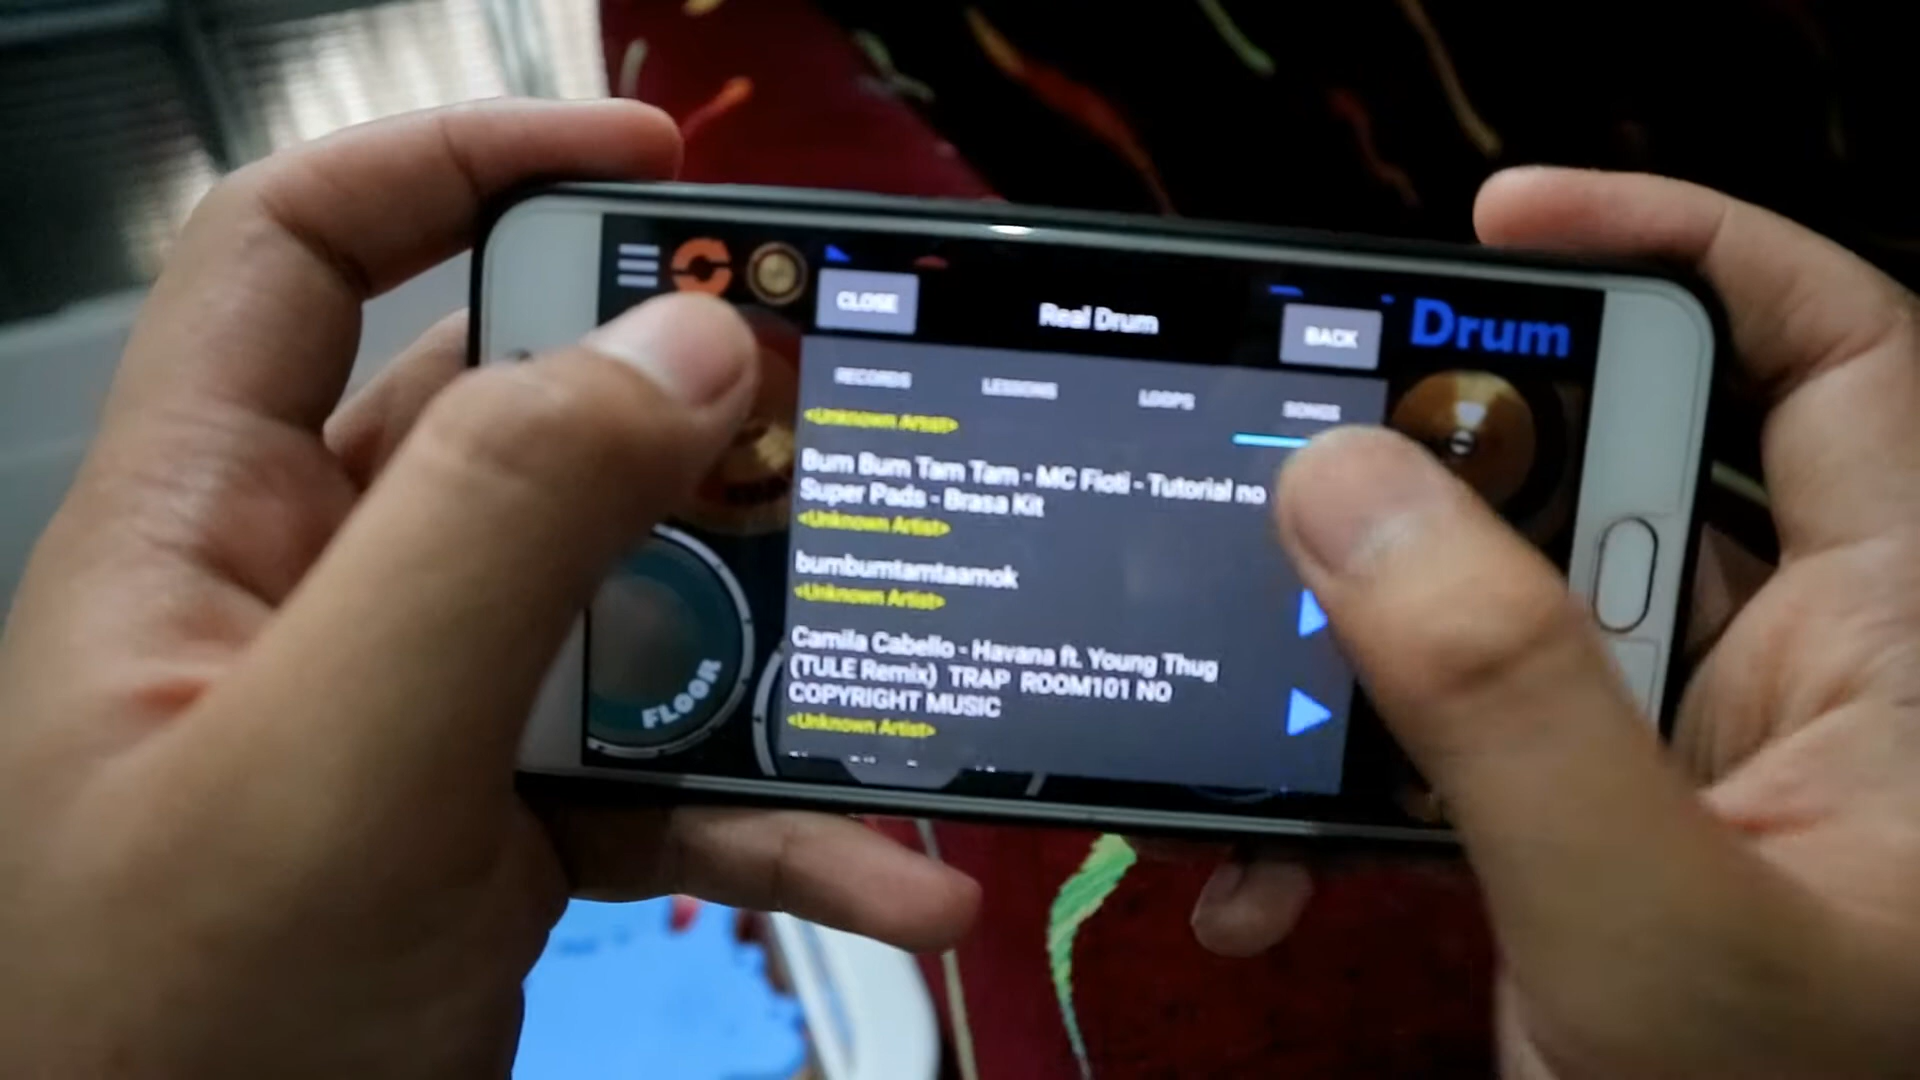 CLOSE
Real Drum
BACK
Drum
RECORDS
LESSONS
LOOPS
SONGS
<Unknown Artist>
Bum Bum Tam Tam - MC Fioti - Tutorial no
Super Pads - Brasa Kit
<Unknown Artist>
bumbumtamtaamok
<Unknown Artist>
Camila Cabello - Havana ft. Young Thug
(TULE Remix) TRAP ROOM101 NO
COPYRIGHT MUSIC
<Unknown Artist>
FLOOR